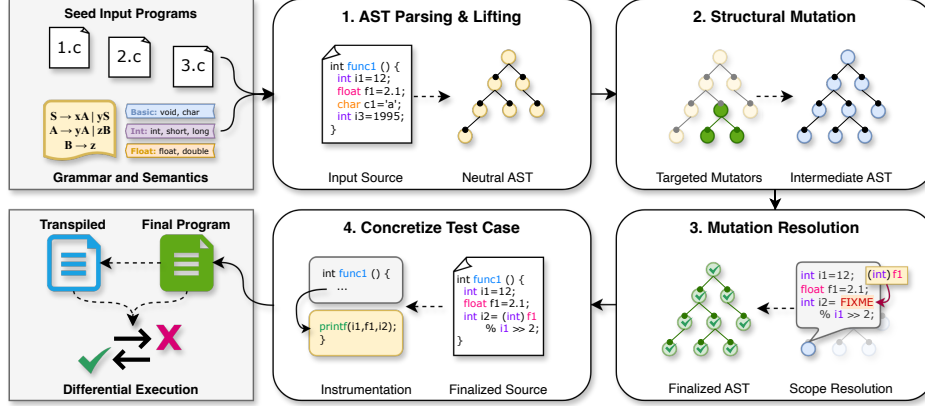 Seed Input Programs
1.c
2.c
3.c
S → xA | yS
A → yA | zB
B → z
Basic: void, char
Int: int, short, long
Float: float, double
Grammar and Semantics
1. AST Parsing & Lifting
int func1 () {
int i1=12;
float f1=2.1;
char c1='a';
int i3=1995;
}
Input Source
Neutral AST
2. Structural Mutation
Targeted Mutators
Intermediate AST
3. Mutation Resolution
(int) f1
int i1=12;
float f1=2.1;
int i2= FIXME
% i1 >> 2;
Finalized AST
Scope Resolution
4. Concretize Test Case
int func1 () {
...
printf(i1,f1,i2);
}
int func1 () {
int i1=12;
float f1=2.1;
int i2= (int) f1
% i1 >> 2;
}
Instrumentation
Finalized Source
Transpiled
Final Program
X
Differential Execution